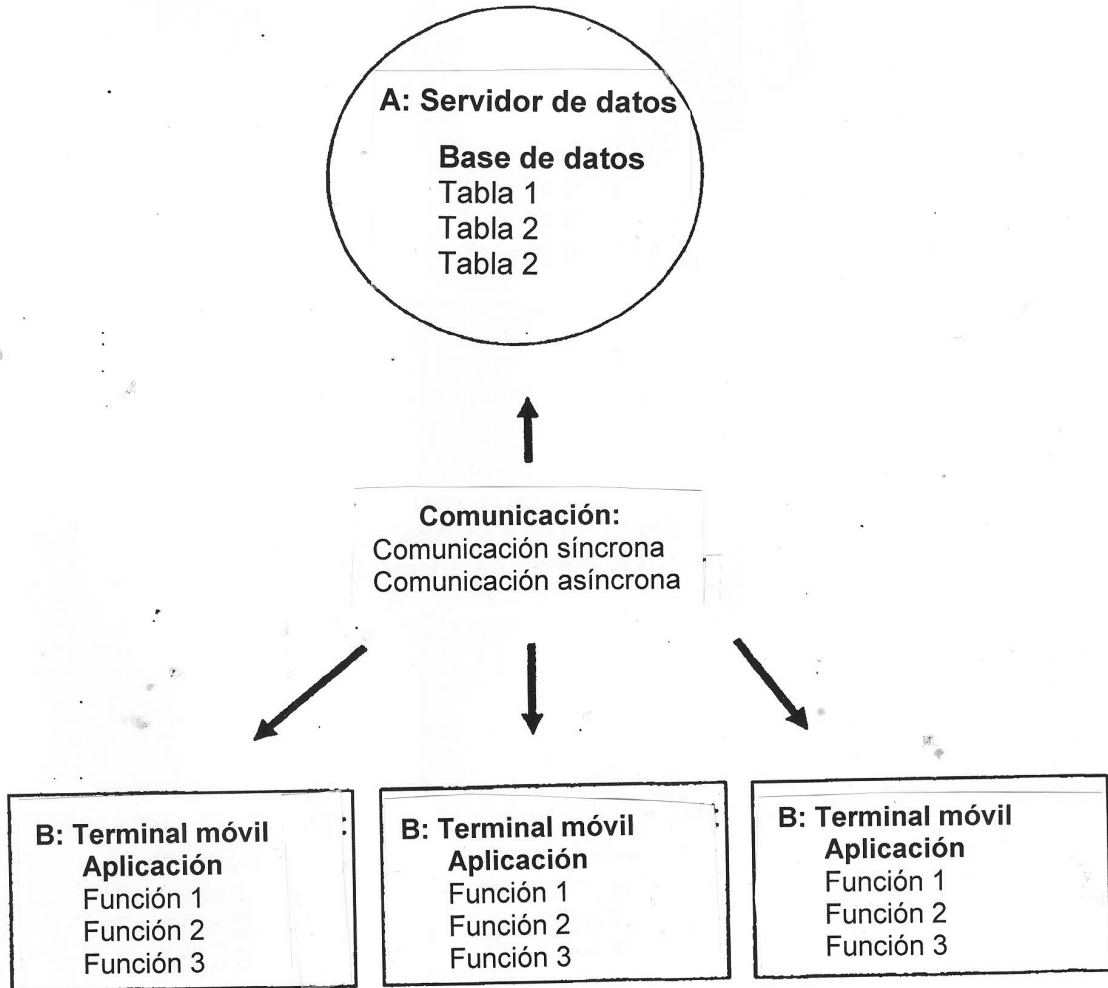 A: Servidor de datos
Base de datos
Tabla 1
Tabla 2
Tabla 2
Comunicación:
Comunicación síncrona
Comunicación asíncrona
B: Terminal móvil
Aplicación
Función 1
Función 2
Función 3
B: Terminal móvil
Aplicación
Función 1
Función 2
Función 3
B: Terminal móvil
Aplicación
Función 1
Función 2
Función 3